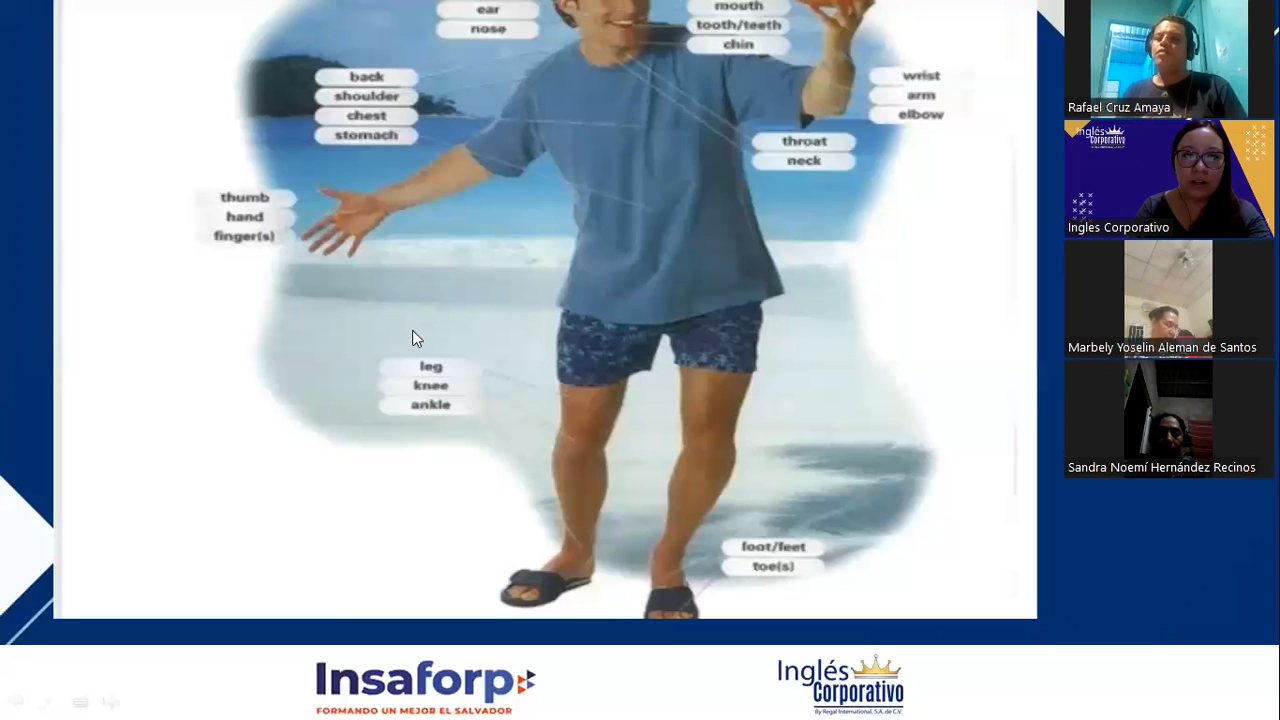 ear
nose
mouth
tooth/teeth
chin
back
shoulder
chest
stomach
wrist
arm
elbow
throat
neck
thumb
hand
finger(s)
leg
knee
ankle
foot/feet
toe(s)
Rafael Cruz Amaya
Inglés
Corporativo
Ingles Corporativo
Marbely Yoselin Aleman de Santos
Sandra Noemí Hernández Recinos
Insaforp
FORMANDO UN MEJOR EL SALVADOR
Inglés
Corporativo
By Regal International, S.A. de C.V.